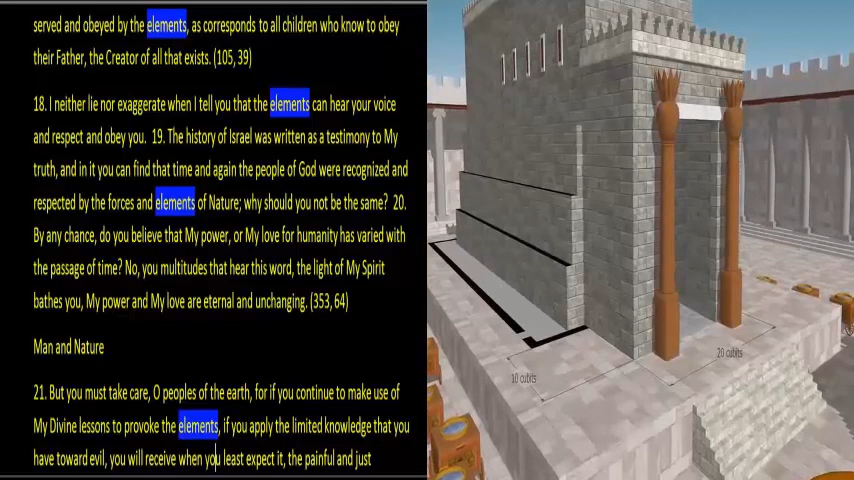 served and obeyed by the elements, as corresponds to all children who know to obey
their Father, the Creator of all that exists. (105, 39)
18. I neither lie nor exaggerate when I tell you that the elements can hear your voice
and respect and obey you.  19. The history of Israel was written as a testimony to My
truth, and in it you can find that time and again the people of God were recognized and
respected by the forces and elements of Nature; why should you not be the same?  20.
By any chance, do you believe that My power, or My love for humanity has varied with
the passage of time? No, you multitudes that hear this word, the light of My Spirit
bathes you, My power and My love are eternal and unchanging. (353, 64)
Man and Nature
21. But you must take care, O peoples of the earth, for if you continue to make use of
My Divine lessons to provoke the elements, if you apply the limited knowledge that you
have toward evil, you will receive when you least expect it, the painful and just
10 cubits
20 cubits